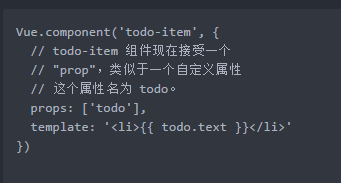 Vue.component('todo-item', {
  // todo-item 组件现在接受一个
  // "prop"，类似于一个自定义属性
  // 这个属性名为 todo。
  props: ['todo'],
  template: '<li>{{ todo.text }}</li>'
})